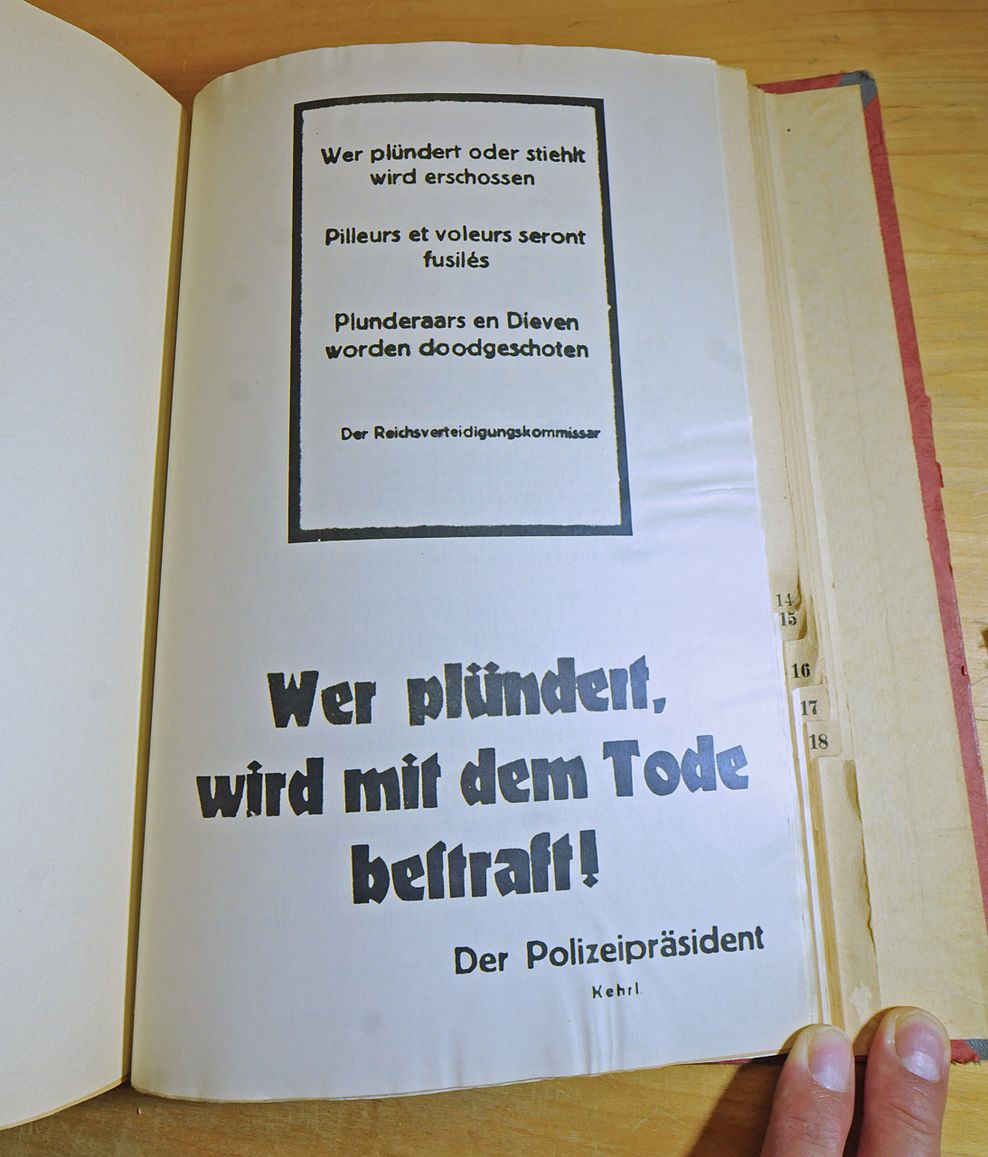 Wer plündert oder stiehlt
wird erschossen
Pilleurs et voleurs seront
fusilés
Plunderaars en Dieven
worden doodgeschoten
Der Reichsverteidigungskommissar
Wer plündert,
wird mit dem Tode
beſtraft!
Der Polizeipräsident
Kehrl.
14
15
16
17
18